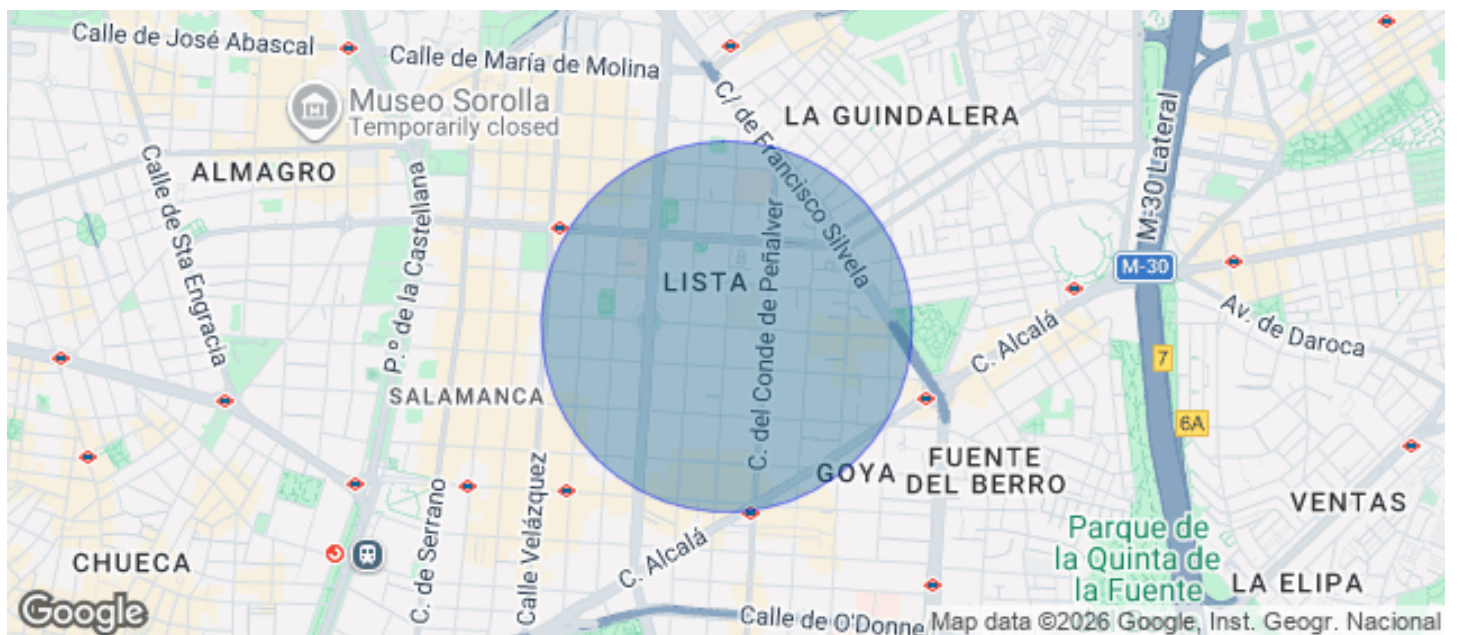 Calle de José Abascal
Calle de María de Molina
C/ de Francisco Silvela
Museo Sorolla
Temporarily closed
LA GUINDALERA
M-30 Lateral
ALMAGRO
Calle de Sta Engracia
P.º de la Castellana
C. del Conde de Peñalver
LISTA
M-30
Av. de Daroca
C. Alcalá
7
SALAMANCA
6A
GOYA
FUENTE
DEL BERRO
VENTAS
C. de Serrano
Calle Velázquez
C. Alcalá
Parque de
la Quinta de
la Fuente
CHUECA
LA ELIPA
Google
Calle de O'Donne
Map data ©2026 Google, Inst. Geogr. Nacional